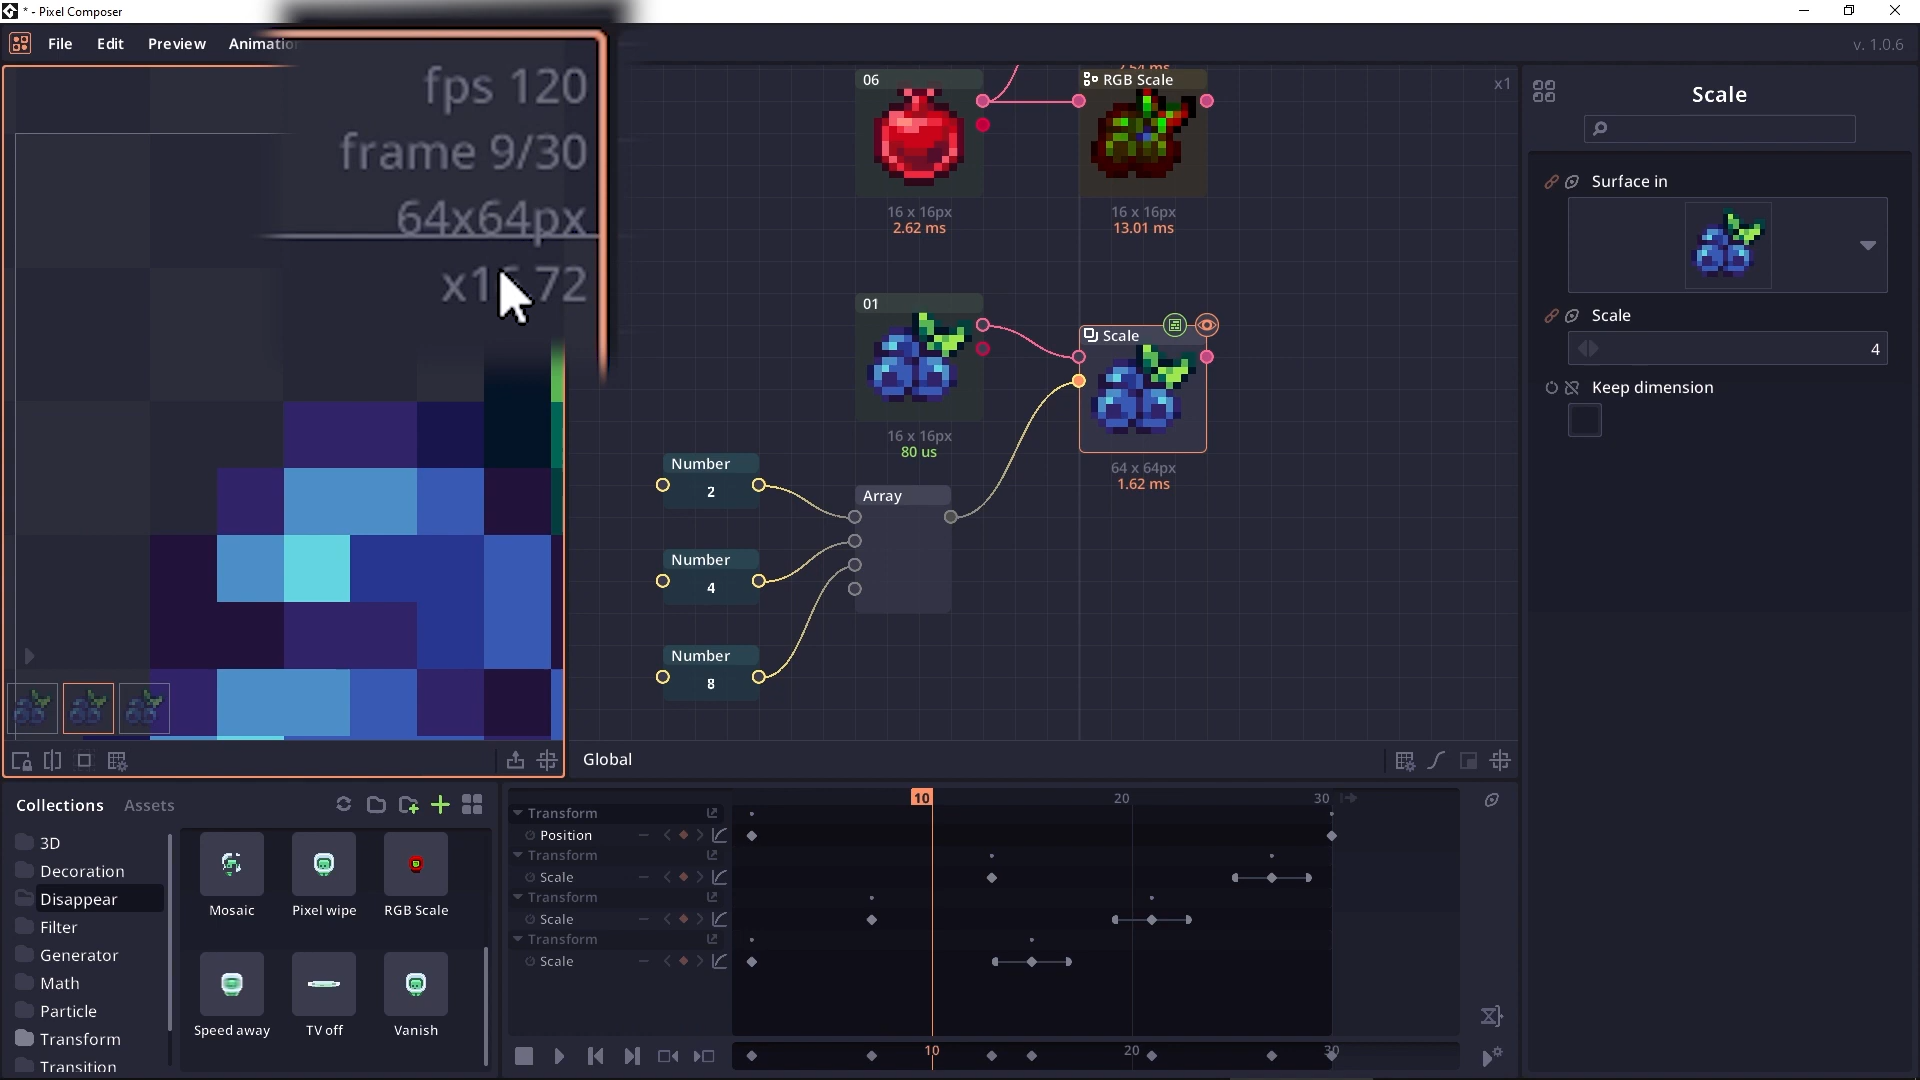 * - Pixel Composer
File Edit Preview
v. 1.0.6
fps 120
frame 9/30
64x64px
x1
06
16 x 16px
2.62 ms
RGB Scale
16 x 16px
13.01 ms
01
16 x 16px
80 us
Scale
64 x 64px
1.62 ms
Number
2
Number
4
Number
8
Array
Global
Scale
Surface in
Scale
4
Keep dimension
Collections Assets
3D
Decoration
Disappear
Filter
Generator
Math
Particle
Transform
Transition
Mosaic
Pixel wipe
RGB Scale
Speed away
TV off
Vanish
10 20 30
Transform
Position
Transform
Scale
Transform
Scale
Transform
Scale
10 20 30